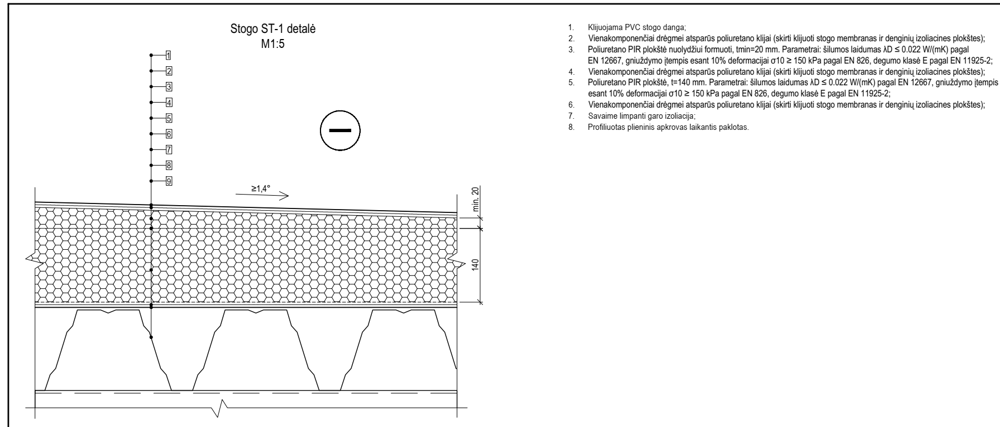 Stogo ST-1 detalė
M1:5
1
2
3
4
5
6
7
8
9
≥1,4°
min. 20
140
1. Klijuojama PVC stogo danga;
2. Vienakomponenčiai drėgmei atsparūs poliuretano klijai (skirti klijuoti stogo membranas ir denginių izoliacines plokštes);
3. Poliuretano PIR plokštė nuolydžiui formuoti, tmin=20 mm. Parametrai: šilumos laidumas λD ≤ 0.022 W/(mK) pagal
EN 12667, gniuždymo įtempis esant 10% deformacijai σ10 ≥ 150 kPa pagal EN 826, degumo klasė E pagal EN 11925-2;
4. Vienakomponenčiai drėgmei atsparūs poliuretano klijai (skirti klijuoti stogo membranas ir denginių izoliacines plokštes);
5. Poliuretano PIR plokštė, t=140 mm. Parametrai: šilumos laidumas λD ≤ 0.022 W/(mK) pagal EN 12667, gniuždymo įtempis
esant 10% deformacijai σ10 ≥ 150 kPa pagal EN 826, degumo klasė E pagal EN 11925-2;
6. Vienakomponenčiai drėgmei atsparūs poliuretano klijai (skirti klijuoti stogo membranas ir denginių izoliacines plokštes);
7. Savaime limpanti garo izoliacija;
8. Profiliuotas plieninis apkrovas laikantis paklotas.